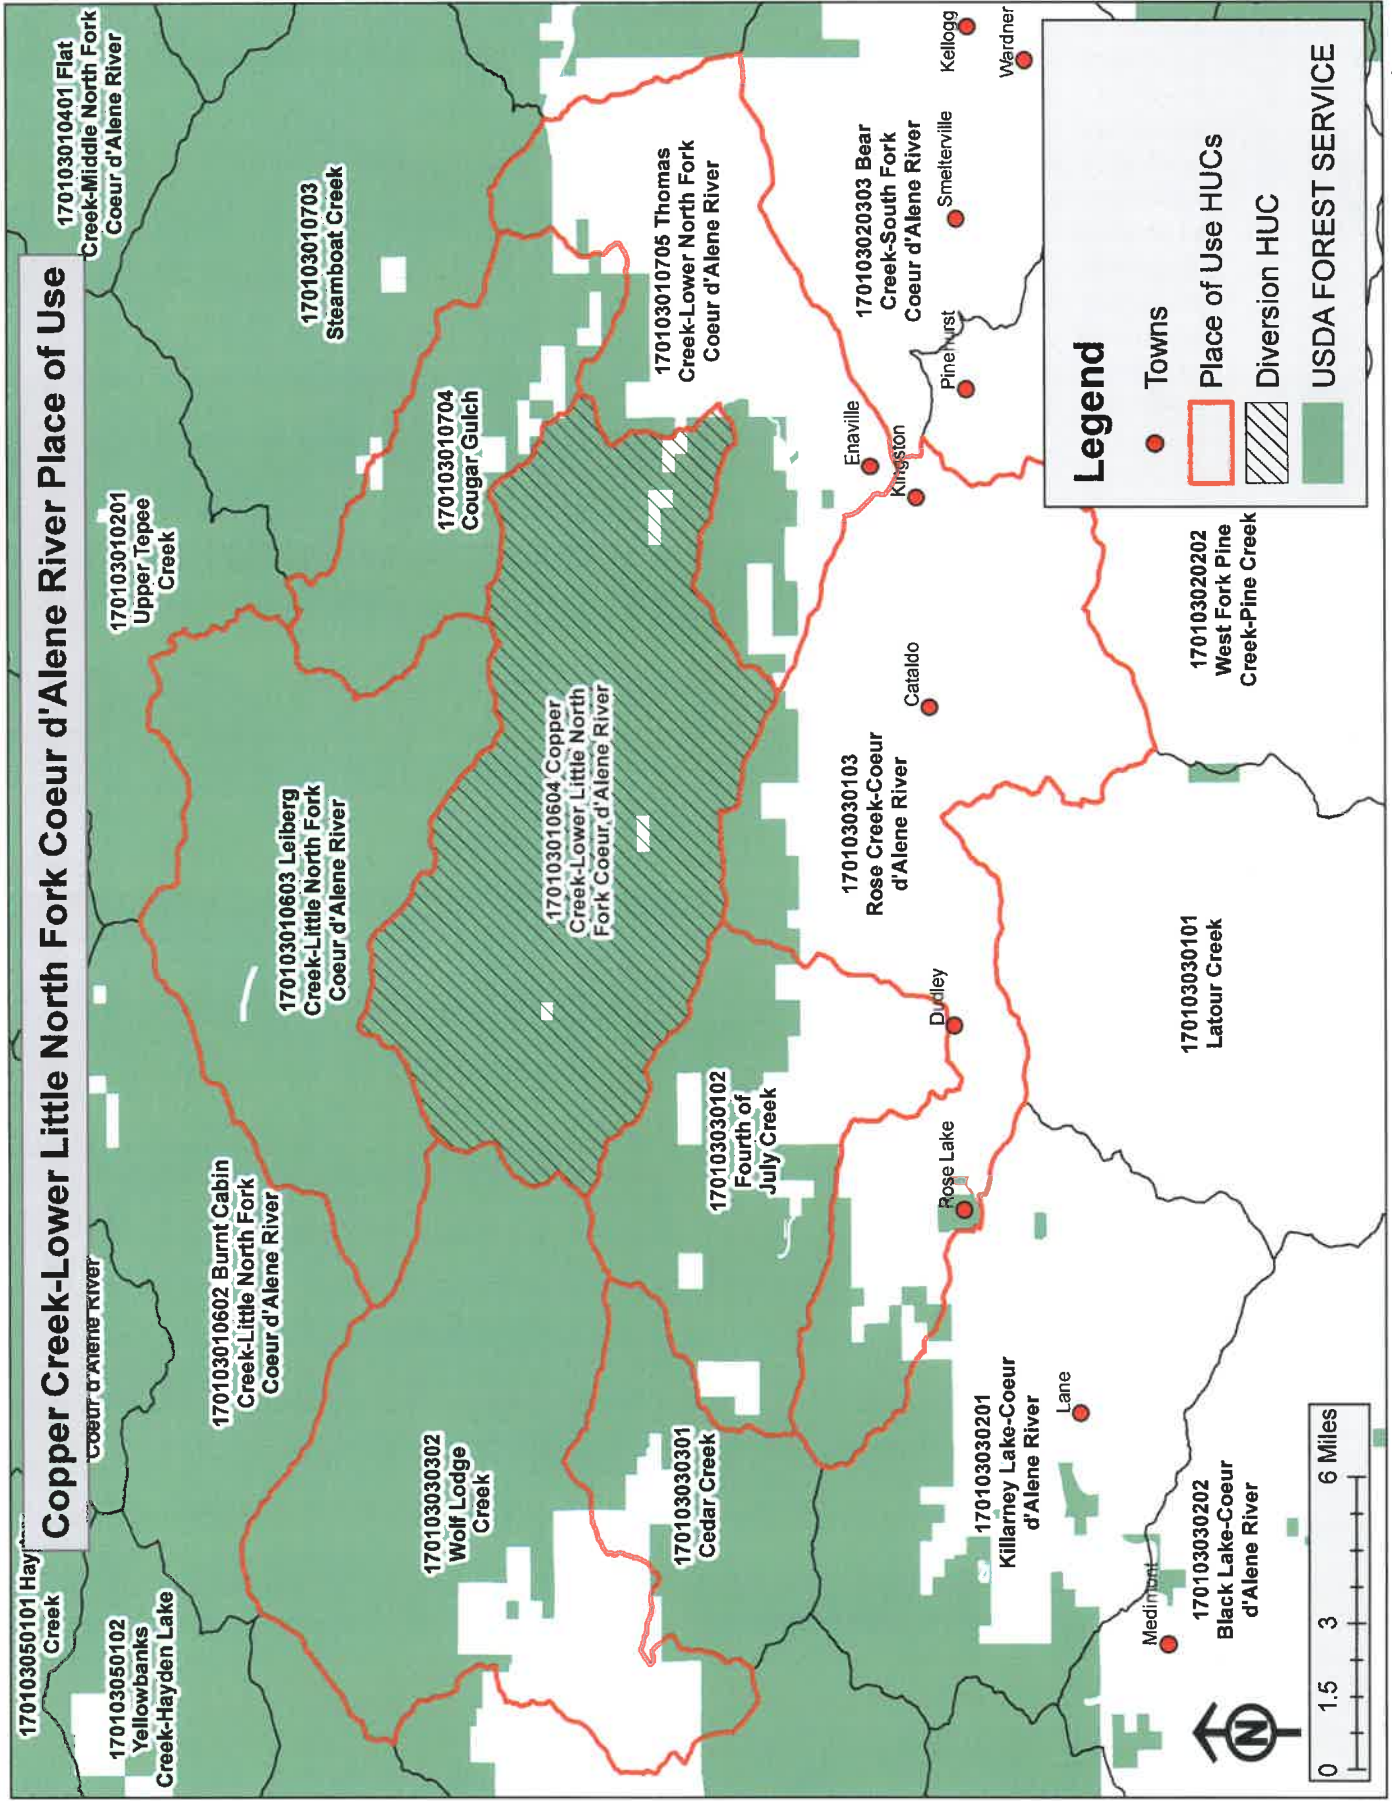 Copper Creek-Lower Little North Fork Coeur d'Alene River Place of Use
170103050101 Hay
Creek
170103050102
Yellowbanks
Creek-Hayden Lake
Coeur d'Alene River
170103010602 Burnt Cabin
Creek-Little North Fork
Coeur d'Alene River
170103010201
Upper Tepee
Creek
170103010401 Flat
Creek-Middle North Fork
Coeur d'Alene River
170103010703
Steamboat Creek
170103010603 Leiberg
Creek-Little North Fork
Coeur d'Alene River
170103010704
Cougar Gulch
170103030302
Wolf Lodge
Creek
170103010604 Copper
Creek-Lower Little North
Fork Coeur d'Alene River
170103010705 Thomas
Creek-Lower North Fork
Coeur d'Alene River
170103030301
Cedar Creek
170103030102
Fourth of
July Creek
170103030103
Rose Creek-Coeur
d'Alene River
170103020303 Bear
Creek-South Fork
Coeur d'Alene River
Enaville
Kingston
Pinehurst
Smelterville
Kellogg
Wardner
Cataldo
Dudley
Rose Lake
170103030201
Killarney Lake-Coeur
d'Alene River
Lane
Medimont
170103030202
Black Lake-Coeur
d'Alene River
170103030101
Latour Creek
170103020202
West Fork Pine
Creek-Pine Creek
Legend
Towns
Place of Use HUCs
Diversion HUC
USDA FOREST SERVICE
N
0 1.5 3 6 Miles